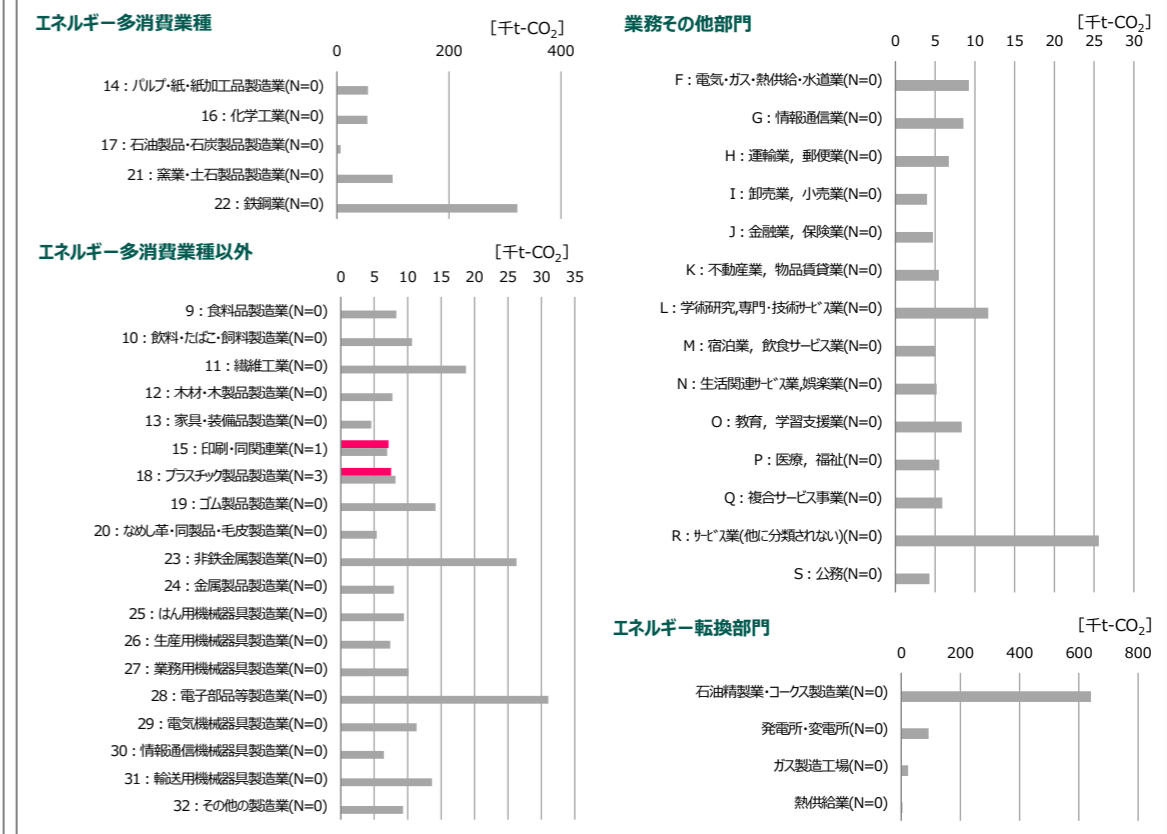 エネルギー多消費業種
[千t-CO₂]
0 200 400
14：パルプ・紙・紙加工品製造業(N=0)
16：化学工業(N=0)
17：石油製品・石炭製品製造業(N=0)
21：窯業・土石製品製造業(N=0)
22：鉄鋼業(N=0)
エネルギー多消費業種以外
[千t-CO₂]
0 5 10 15 20 25 30 35
9：食料品製造業(N=0)
10：飲料・たばこ・飼料製造業(N=0)
11：繊維工業(N=0)
12：木材・木製品製造業(N=0)
13：家具・装備品製造業(N=0)
15：印刷・同関連業(N=1)
18：プラスチック製品製造業(N=3)
19：ゴム製品製造業(N=0)
20：なめし革・同製品・毛皮製造業(N=0)
23：非鉄金属製造業(N=0)
24：金属製品製造業(N=0)
25：はん用機械器具製造業(N=0)
26：生産用機械器具製造業(N=0)
27：業務用機械器具製造業(N=0)
28：電子部品等製造業(N=0)
29：電気機械器具製造業(N=0)
30：情報通信機械器具製造業(N=0)
31：輸送用機械器具製造業(N=0)
32：その他の製造業(N=0)
業務その他部門
[千t-CO₂]
0 5 10 15 20 25 30
F：電気・ガス・熱供給・水道業(N=0)
G：情報通信業(N=0)
H：運輸業，郵便業(N=0)
I：卸売業，小売業(N=0)
J：金融業，保険業(N=0)
K：不動産業，物品賃貸業(N=0)
L：学術研究,専門・技術サービス業(N=0)
M：宿泊業，飲食サービス業(N=0)
N：生活関連サービス業,娯楽業(N=0)
O：教育，学習支援業(N=0)
P：医療，福祉(N=0)
Q：複合サービス事業(N=0)
R：サービス業(他に分類されない)(N=0)
S：公務(N=0)
エネルギー転換部門
[千t-CO₂]
0 200 400 600 800
石油精製業・コークス製造業(N=0)
発電所・変電所(N=0)
ガス製造工場(N=0)
熱供給業(N=0)